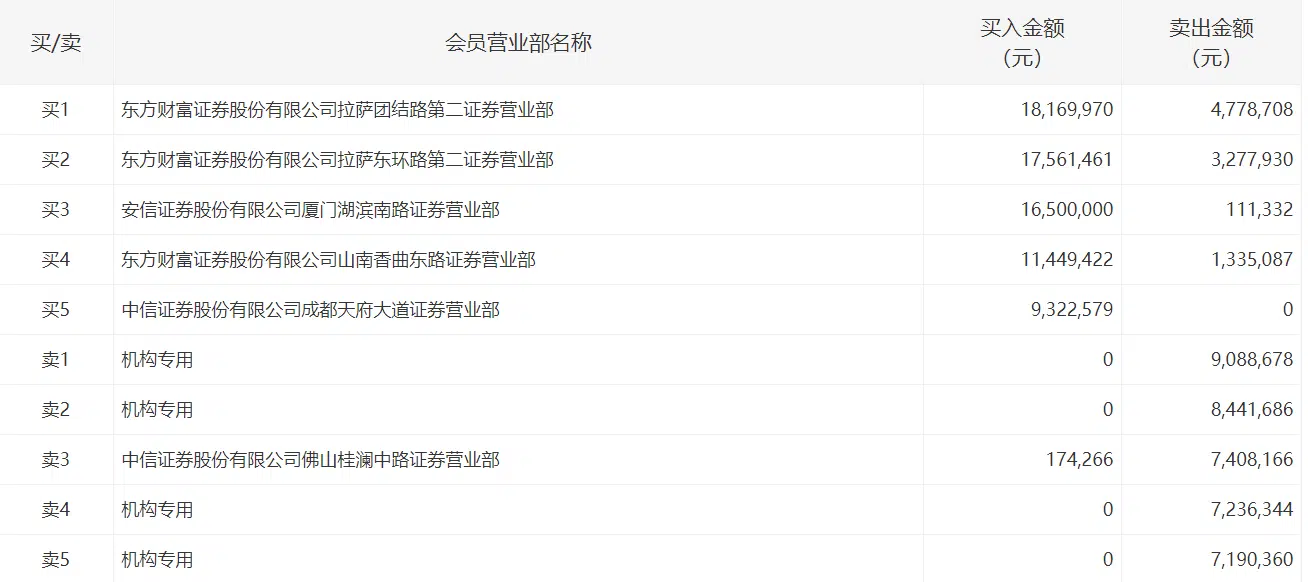 买/卖 会员营业部名称 买入金额 卖出金额
（元） （元）
买1 东方财富证券股份有限公司拉萨团结路第二证券营业部 18,169,970 4,778,708
买2 东方财富证券股份有限公司拉萨东环路第二证券营业部 17,561,461 3,277,930
买3 安信证券股份有限公司厦门湖滨南路证券营业部 16,500,000 111,332
买4 东方财富证券股份有限公司山南香曲东路证券营业部 11,449,422 1,335,087
买5 中信证券股份有限公司成都天府大道证券营业部 9,322,579 0
卖1 机构专用 0 9,088,678
卖2 机构专用 0 8,441,686
卖3 中信证券股份有限公司佛山桂澜中路证券营业部 174,266 7,408,166
卖4 机构专用 0 7,236,344
卖5 机构专用 0 7,190,360